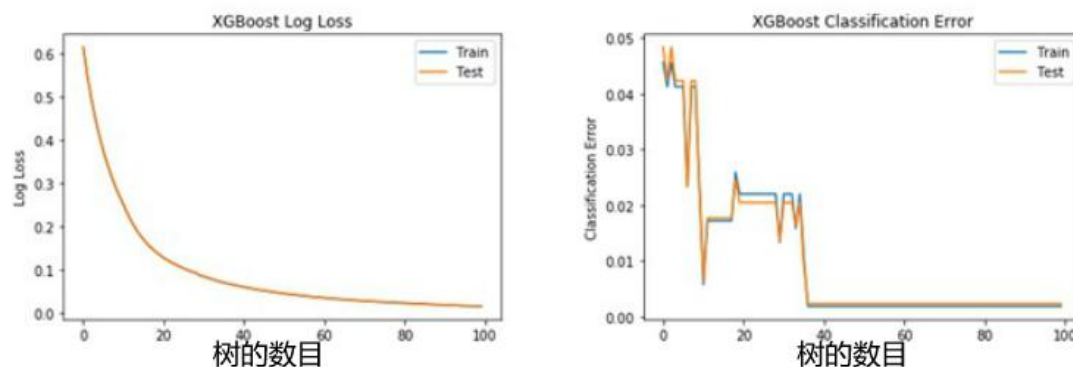 XGBoost Log Loss
Train
Test
Log Loss
0.6
0.5
0.4
0.3
0.2
0.1
0.0
0 20 40 60 80 100
树的数目
XGBoost Classification Error
Train
Test
Classification Error
0.05
0.04
0.03
0.02
0.01
0.00
0 20 40 60 80 100
树的数目